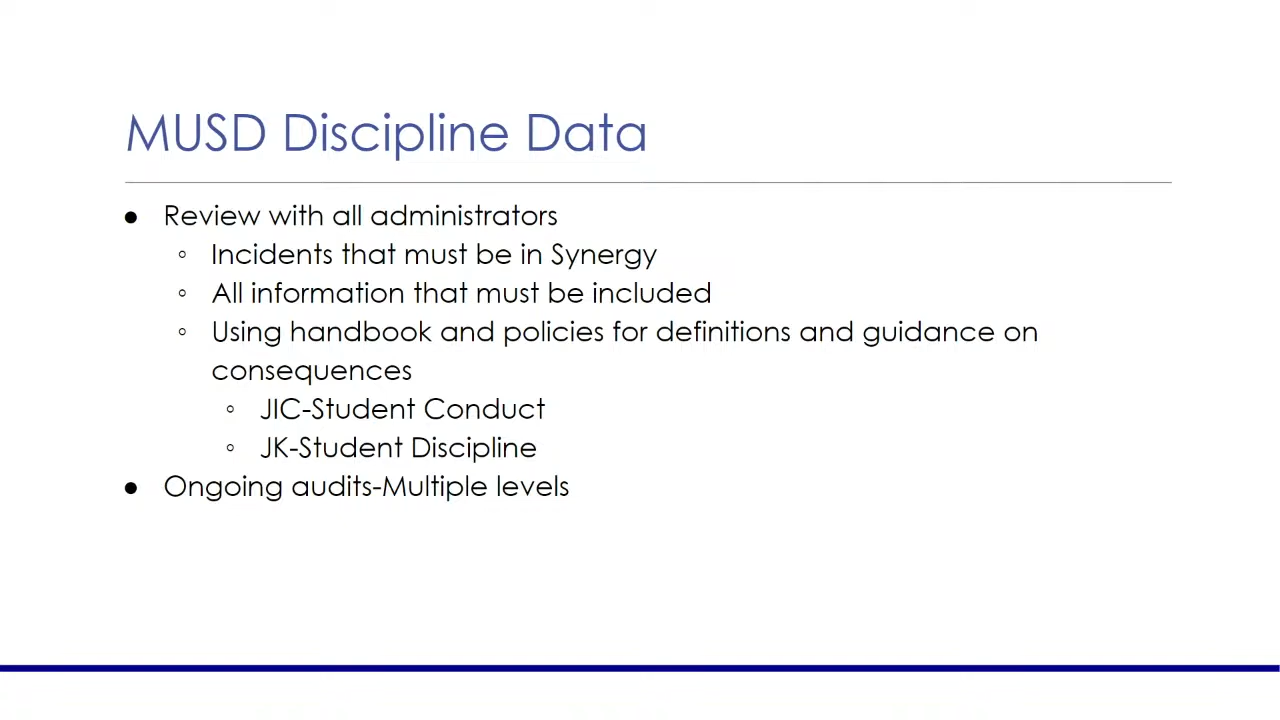 MUSD Discipline Data
● Review with all administrators
◦ Incidents that must be in Synergy
◦ All information that must be included
◦ Using handbook and policies for definitions and guidance on
consequences
◦ JIC-Student Conduct
◦ JK-Student Discipline
● Ongoing audits-Multiple levels